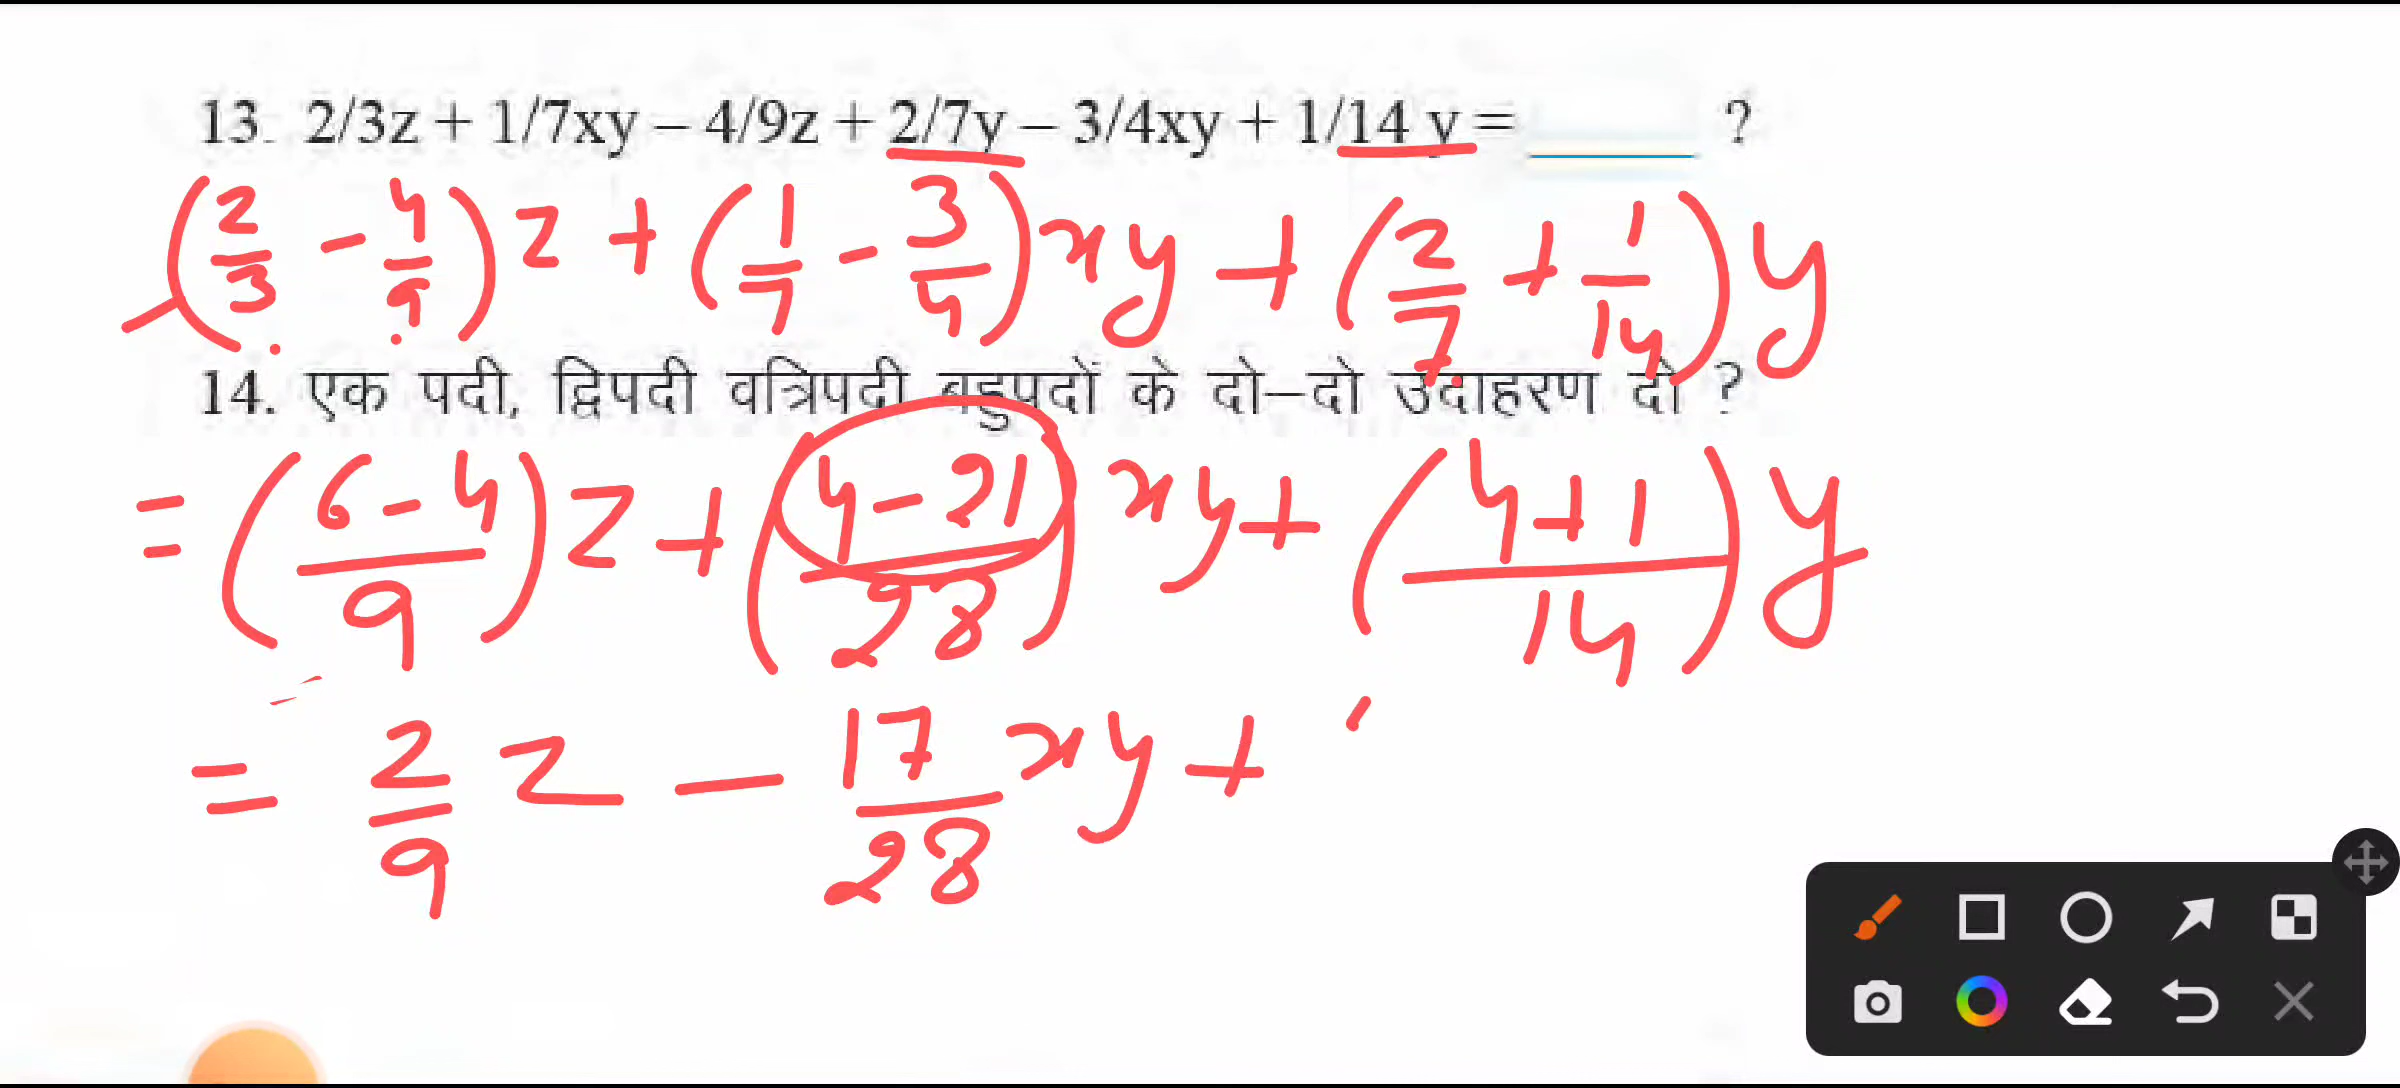 13. 2/3z + 1/7xy – 4/9z + 2/7y – 3/4xy + 1/14 y = ______ ?
(2/3 - 4/9) z + (1/7 - 3/4) xy + (2/7 + 1/14) y
14. एक पदी, द्विपदी वत्रिपदी बहुपदों के दो–दो उदाहरण दो ?
= (6-4/9) z + (4-21/28) xy + (4+1/14) y
= 2/9 z - 17/28 xy +